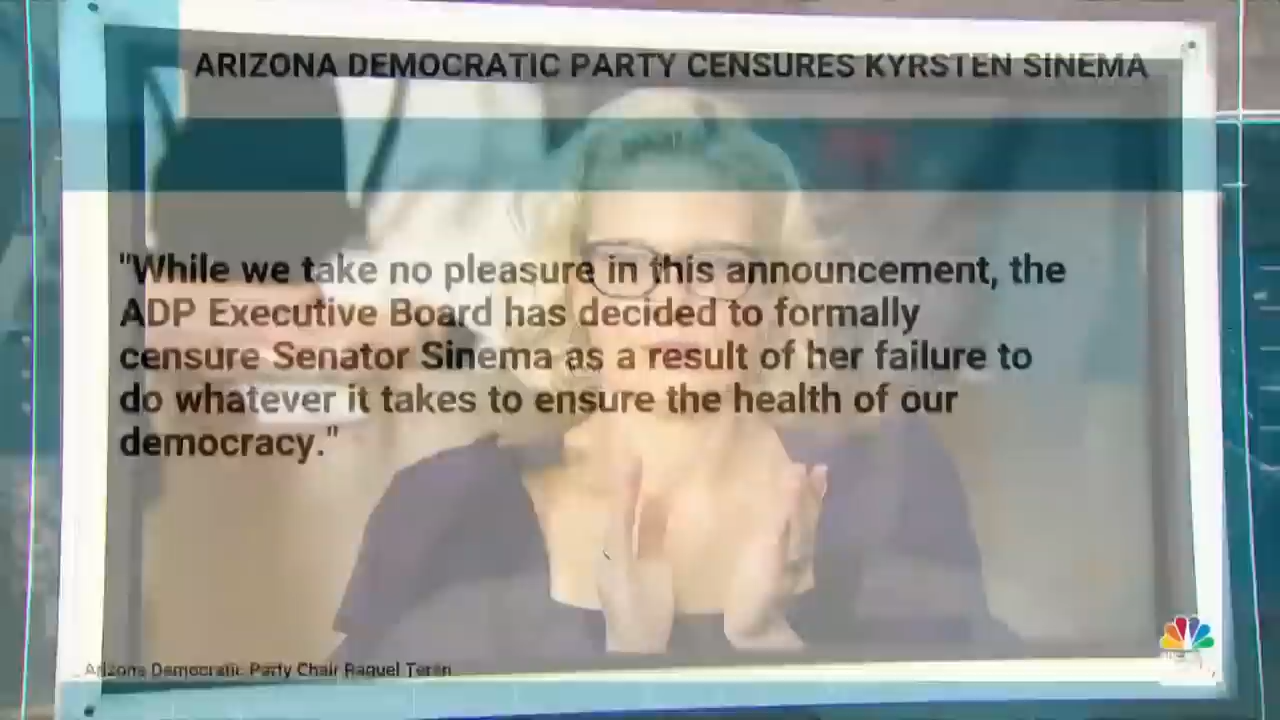 ARIZONA DEMOCRATIC PARTY CENSURES KYRSTEN SINEMA
"While we take no pleasure in this announcement, the
ADP Executive Board has decided to formally
censure Senator Sinema as a result of her failure to
do whatever it takes to ensure the health of our
democracy."
Arizona Democratic Party Chair Raquel Terán